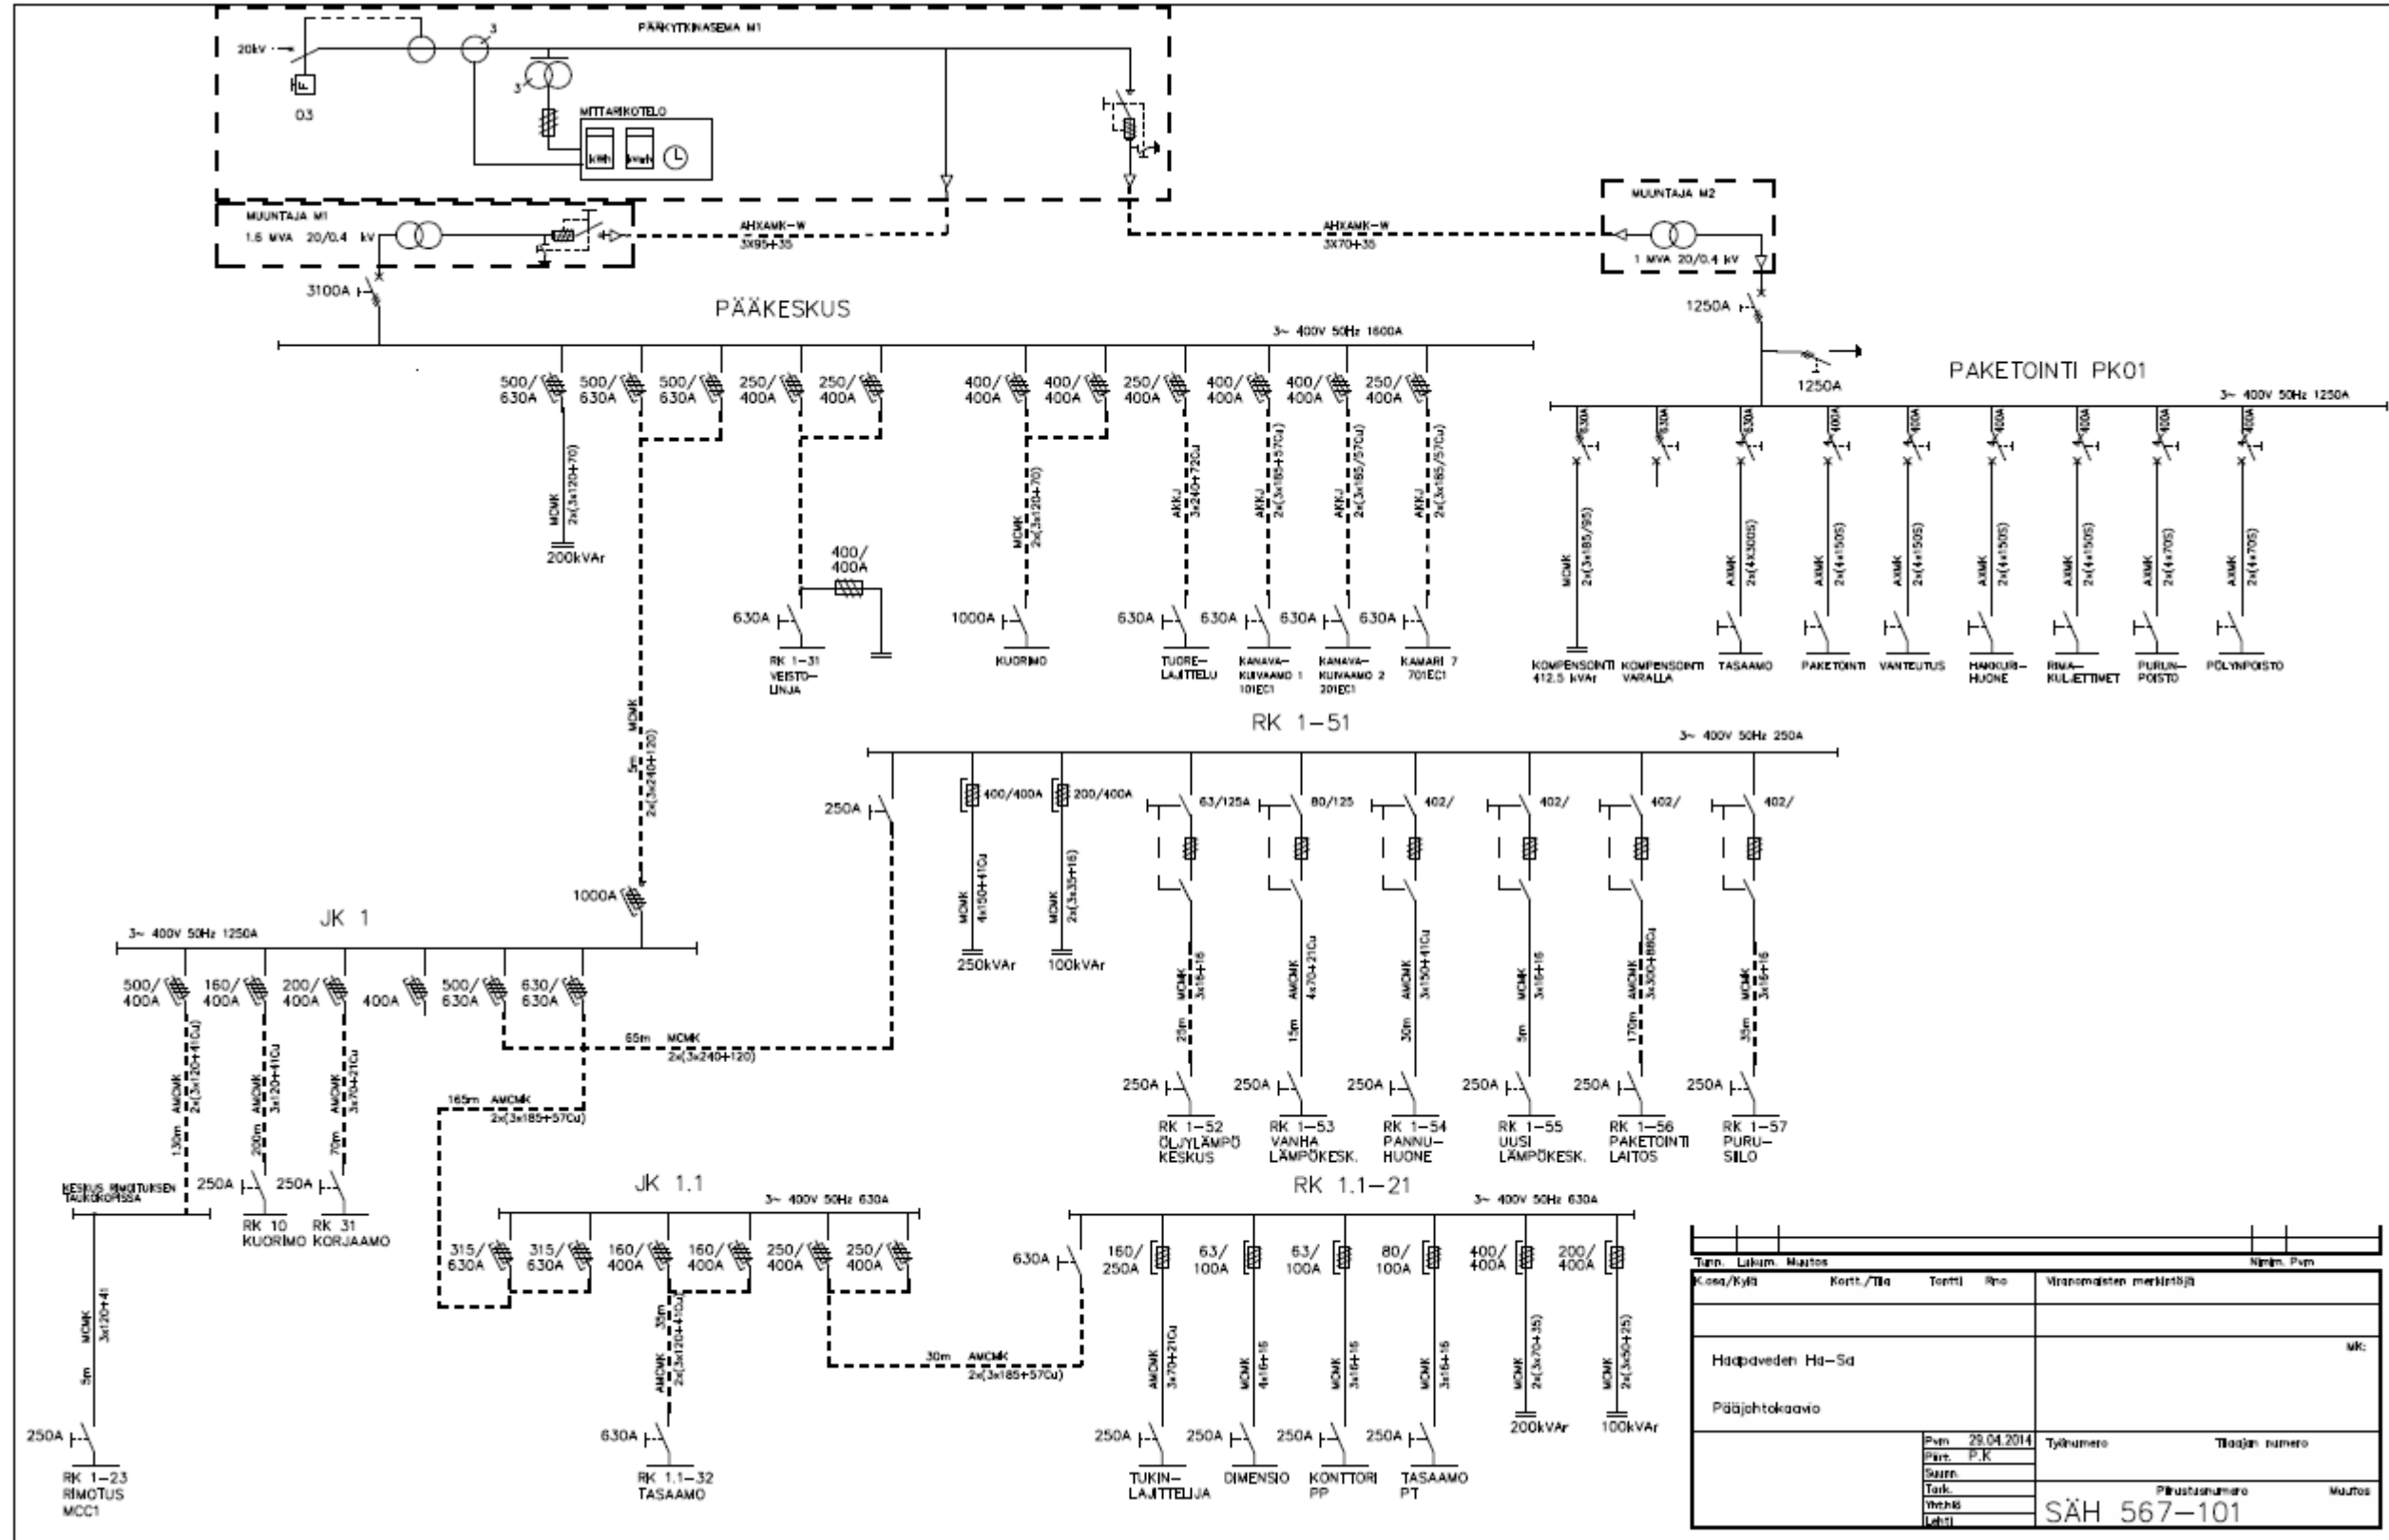 PÄÄKYTKINASEMA M1
20kV
3
3
03
MITTARIKOTELO
kWh
kvarh
MUUNTAJA M1
1.6 MVA 20/0.4 kV
AHXAMK-W
3X95+35
AHXAMK-W
3X70+35
MUUNTAJA M2
1 MVA 20/0.4 kV
3100A
1250A
1250A
PÄÄKESKUS
3~ 400V 50Hz 1600A
500/
630A
500/
630A
500/
630A
250/
400A
250/
400A
400/
400A
400/
400A
250/
400A
400/
400A
400/
400A
250/
400A
MCMK
2x(3x120+70)
200kVAr
400/
400A
630A
RK 1-31
VEISTO-
LINJA
MCMK
2x(3x120+70)
1000A
KUORIMO
AKKJ
3x240+72Cu
630A
TUORE-
LAJITTELU
AKKJ
2x(3x185+57Cu)
630A
KANAVA-
KUIVAAMO 1
101EC1
AKKJ
2x(3x185/57Cu)
630A
KANAVA-
KUIVAAMO 2
201EC1
AKKJ
2x(3x185/57Cu)
630A
KAMARI 7
701EC1
PAKETOINTI PK01
3~ 400V 50Hz 1250A
630A
630A
630A
400A
400A
400A
400A
400A
400A
MCMK
2x(3x185/95)
KOMPENSOINTI
412.5 kVAr
KOMPENSOINTI
VARALLA
AXMK
2x(4X300S)
TASAAMO
AXMK
2x(4x150S)
PAKETOINTI
AXMK
2x(4x150S)
VANTEUTUS
AXMK
2x(4x150S)
HAKKURI-
HUONE
AXMK
2x(4x150S)
RIMA-
KULJETTIMET
AXMK
2x(4x70S)
PURUN-
POISTO
AXMK
2x(4x70S)
PÖLYNPOISTO
5m MCMK
2x(3x240+120)
1000A
RK 1-51
3~ 400V 50Hz 250A
250A
400/400A
MCMK
4x150+41Cu
250kVAr
200/400A
MCMK
2x(3x35+16)
100kVAr
63/125A
25m MCMK
3x16+16
250A
RK 1-52
ÖLJYLÄMPÖ
KESKUS
80/125
15m AMCMK
4x70+21Cu
250A
RK 1-53
VANHA
LÄMPÖKESK.
402/
30m AMCMK
3x150+41Cu
250A
RK 1-54
PANNU-
HUONE
402/
5m MCMK
3x16+16
250A
RK 1-55
UUSI
LÄMPÖKESK.
402/
170m AMCMK
3x300+88Cu
250A
RK 1-56
PAKETOINTI
LAITOS
402/
35m MCMK
3x16+16
250A
RK 1-57
PURU-
SIILO
JK 1
3~ 400V 50Hz 1250A
500/
400A
160/
400A
200/
400A
400A
500/
630A
630/
630A
65m MCMK
2x(3x240+120)
165m AMCMK
2x(3x185+57Cu)
130m AMCMK
2x(3x120+41Cu)
200m AMCMK
3x120+41Cu
70m AMCMK
3x70+21Cu
KESKUS RIMOITUKSEN
TAUKOKOPISSA
250A
RK 10
KUORIMO
250A
RK 31
KORJAAMO
5m MCMK
3x120+41
250A
RK 1-23
RIMOTUS
MCC1
JK 1.1
3~ 400V 50Hz 630A
315/
630A
315/
630A
160/
400A
160/
400A
250/
400A
250/
400A
35m AMCMK
2x(3x120+41Cu)
630A
RK 1.1-32
TASAAMO
30m AMCMK
2x(3x185+57Cu)
RK 1.1-21
3~ 400V 50Hz 630A
630A
160/
250A
63/
100A
63/
100A
80/
100A
400/
400A
200/
400A
AMCMK
3x70+21Cu
250A
TUKIN-
LAJITTELIJA
MCMK
4x16+16
250A
DIMENSIO
MCMK
3x16+16
250A
KONTTORI
PP
MCMK
3x16+16
250A
TASAAMO
PT
MCMK
2x(3x70+35)
200kVAr
MCMK
2x(3x50+25)
100kVAr
Tunn. Lukum. Muutos Nimim. Pvm
K.osa/Kylä Kortt./Tila Tontti Rno Viranomaisten merkintöjä
Haapaveden Ha-Sa
MK:
Pääjohtokaavio
Pvm 29.04.2014 Työnumero Tilaajan numero
Piirt. P.K
Suunn.
Tark. Piirustusnumero Muutos
Yht.hlö SÄH 567-101
Lehti